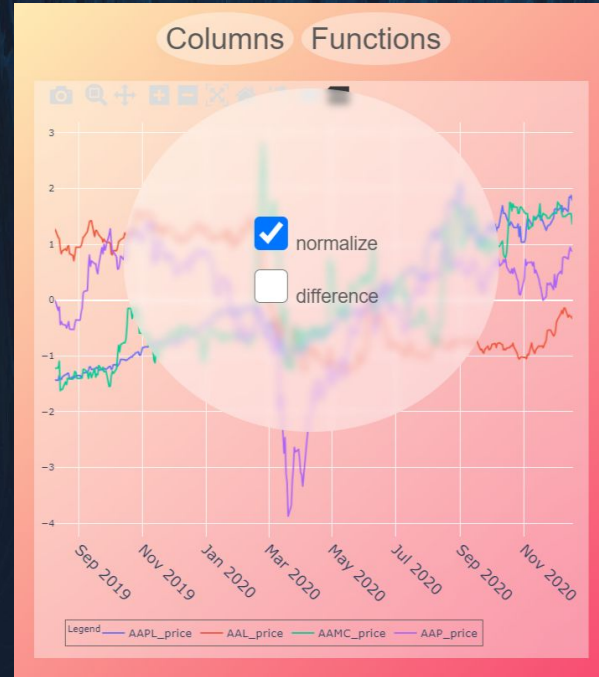 Columns Functions
3
2
normalize
1
difference
0
−1
−2
−3
−4
Sep 2019 Nov 2019 Jan 2020 Mar 2020 May 2020 Jul 2020 Sep 2020 Nov 2020
Legend AAPL_price AAL_price AAMC_price AAP_price